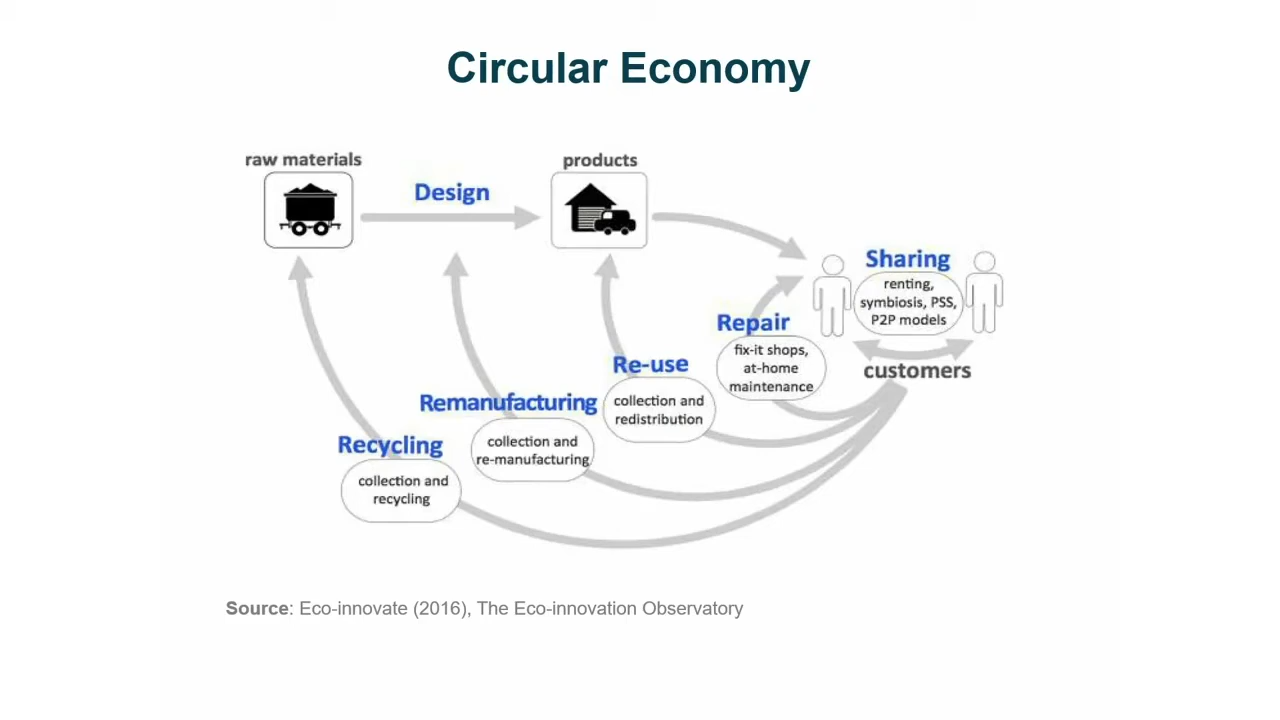 Circular Economy
raw materials
products
Design
Sharing
renting,
symbiosis, PSS,
P2P models
customers
Repair
fix-it shops,
at-home
maintenance
Re-use
collection and
redistribution
Remanufacturing
collection and
re-manufacturing
Recycling
collection and
recycling
Source: Eco-innovate (2016), The Eco-innovation Observatory